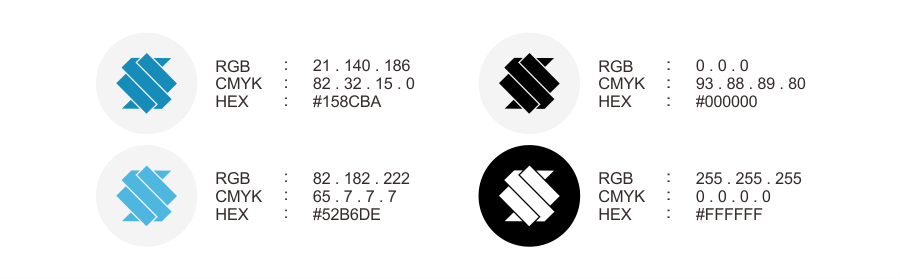 RGB : 21 . 140 . 186
CMYK : 82 . 32 . 15 . 0
HEX : #158CBA
RGB : 0 . 0 . 0
CMYK : 93 . 88 . 89 . 80
HEX : #000000
RGB : 82 . 182 . 222
CMYK : 65 . 7 . 7 . 7
HEX : #52B6DE
RGB : 255 . 255 . 255
CMYK : 0 . 0 . 0 . 0
HEX : #FFFFFF